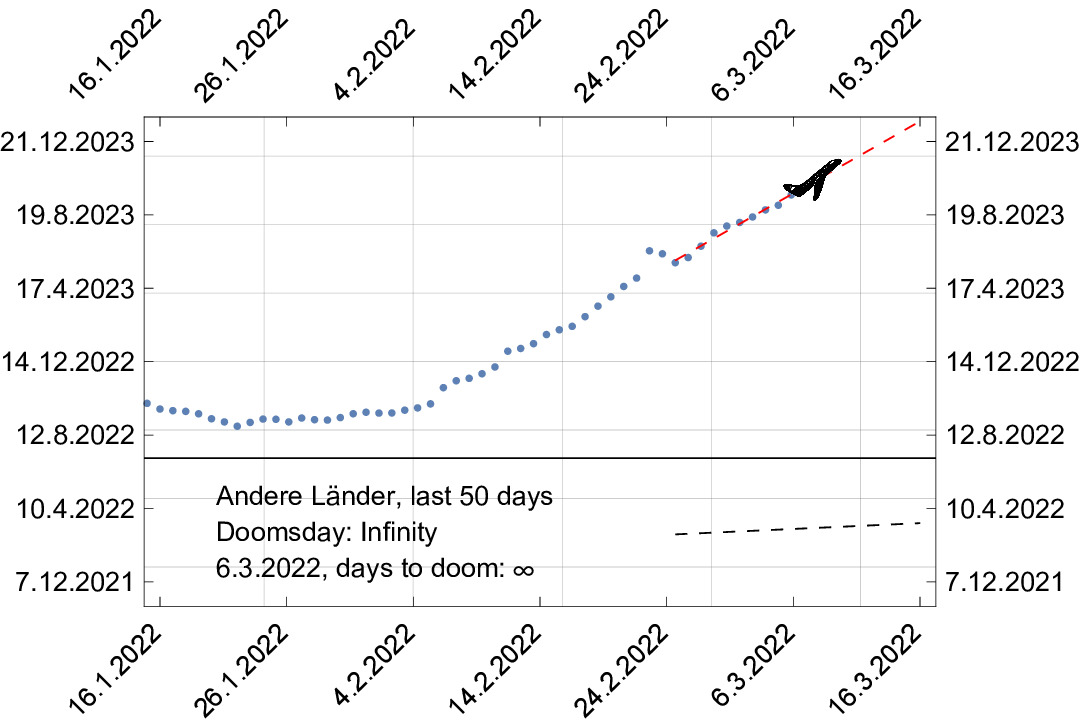 16.1.2022 26.1.2022 4.2.2022 14.2.2022 24.2.2022 6.3.2022 16.3.2022
21.12.2023 21.12.2023
19.8.2023 19.8.2023
17.4.2023 17.4.2023
14.12.2022 14.12.2022
12.8.2022 12.8.2022
Andere Länder, last 50 days
10.4.2022 10.4.2022
Doomsday: Infinity
6.3.2022, days to doom: ∞
7.12.2021 7.12.2021
16.1.2022 26.1.2022 4.2.2022 14.2.2022 24.2.2022 6.3.2022 16.3.2022